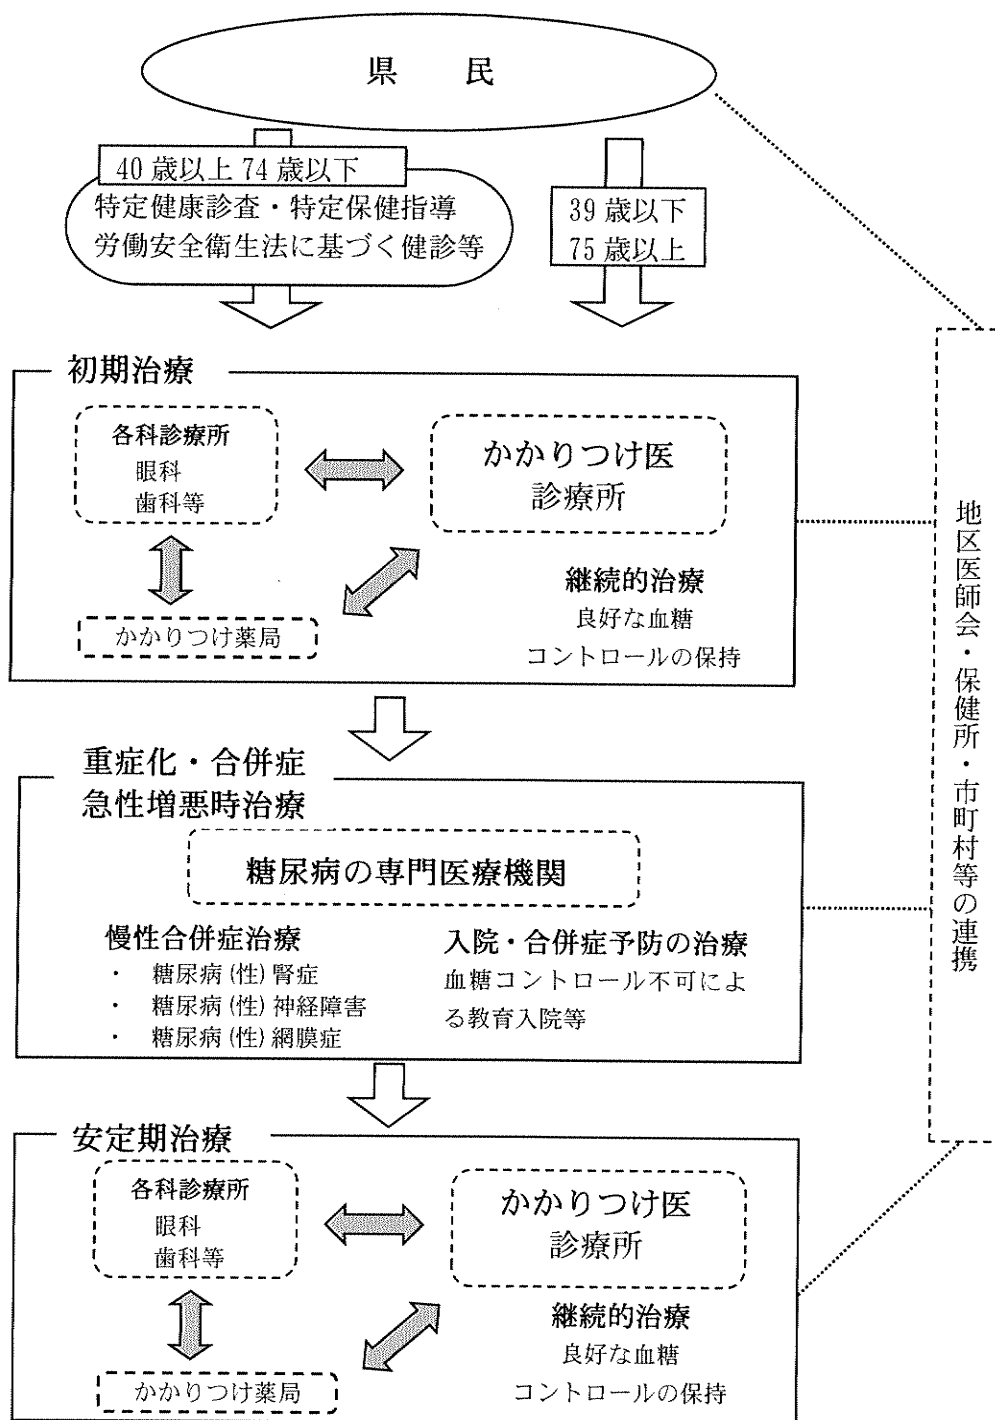 県　民
40歳以上74歳以下
特定健康診査・特定保健指導
労働安全衛生法に基づく健診等
39歳以下
75歳以上
初期治療
各科診療所
眼科
歯科等
かかりつけ医
診療所
かかりつけ薬局
継続的治療
良好な血糖
コントロールの保持
重症化・合併症
急性増悪時治療
糖尿病の専門医療機関
慢性合併症治療
・ 糖尿病(性)腎症
・ 糖尿病(性)神経障害
・ 糖尿病(性)網膜症
入院・合併症予防の治療
血糖コントロール不可によ
る教育入院等
安定期治療
各科診療所
眼科
歯科等
かかりつけ医
診療所
かかりつけ薬局
継続的治療
良好な血糖
コントロールの保持
地区医師会・保健所・市町村等の連携